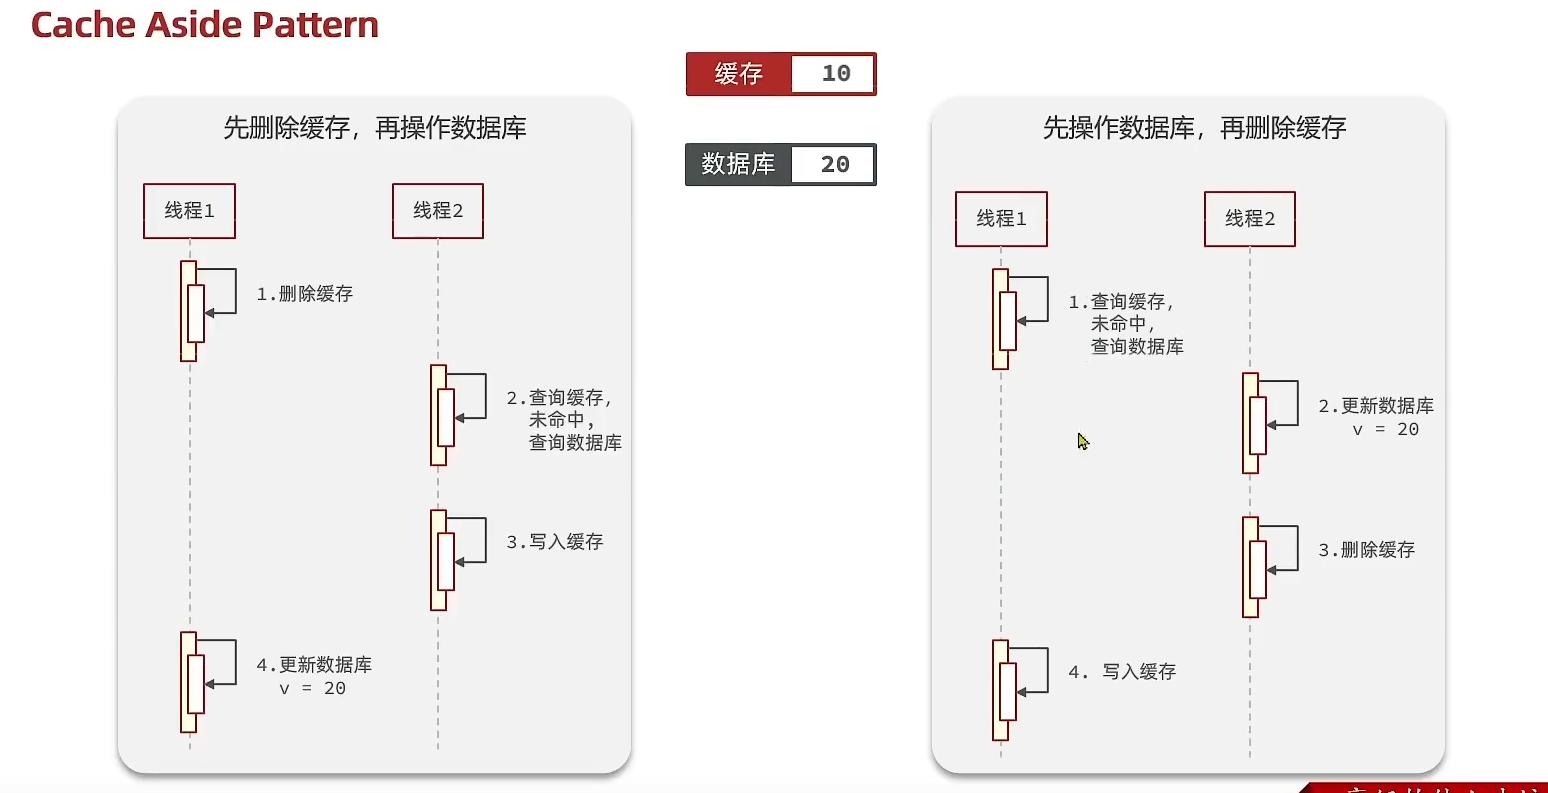 Cache Aside Pattern
缓存 10
数据库 20
先删除缓存，再操作数据库
线程1
线程2
1.删除缓存
2.查询缓存，
未命中，
查询数据库
3.写入缓存
4.更新数据库
v = 20
先操作数据库，再删除缓存
线程1
线程2
1.查询缓存，
未命中，
查询数据库
2.更新数据库
v = 20
3.删除缓存
4. 写入缓存